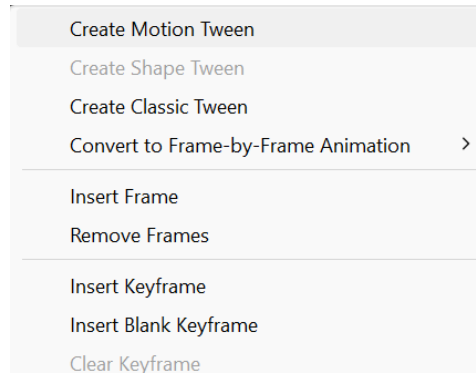 Create Motion Tween
Create Shape Tween
Create Classic Tween
Convert to Frame-by-Frame Animation
Insert Frame
Remove Frames
Insert Keyframe
Insert Blank Keyframe
Clear Keyframe